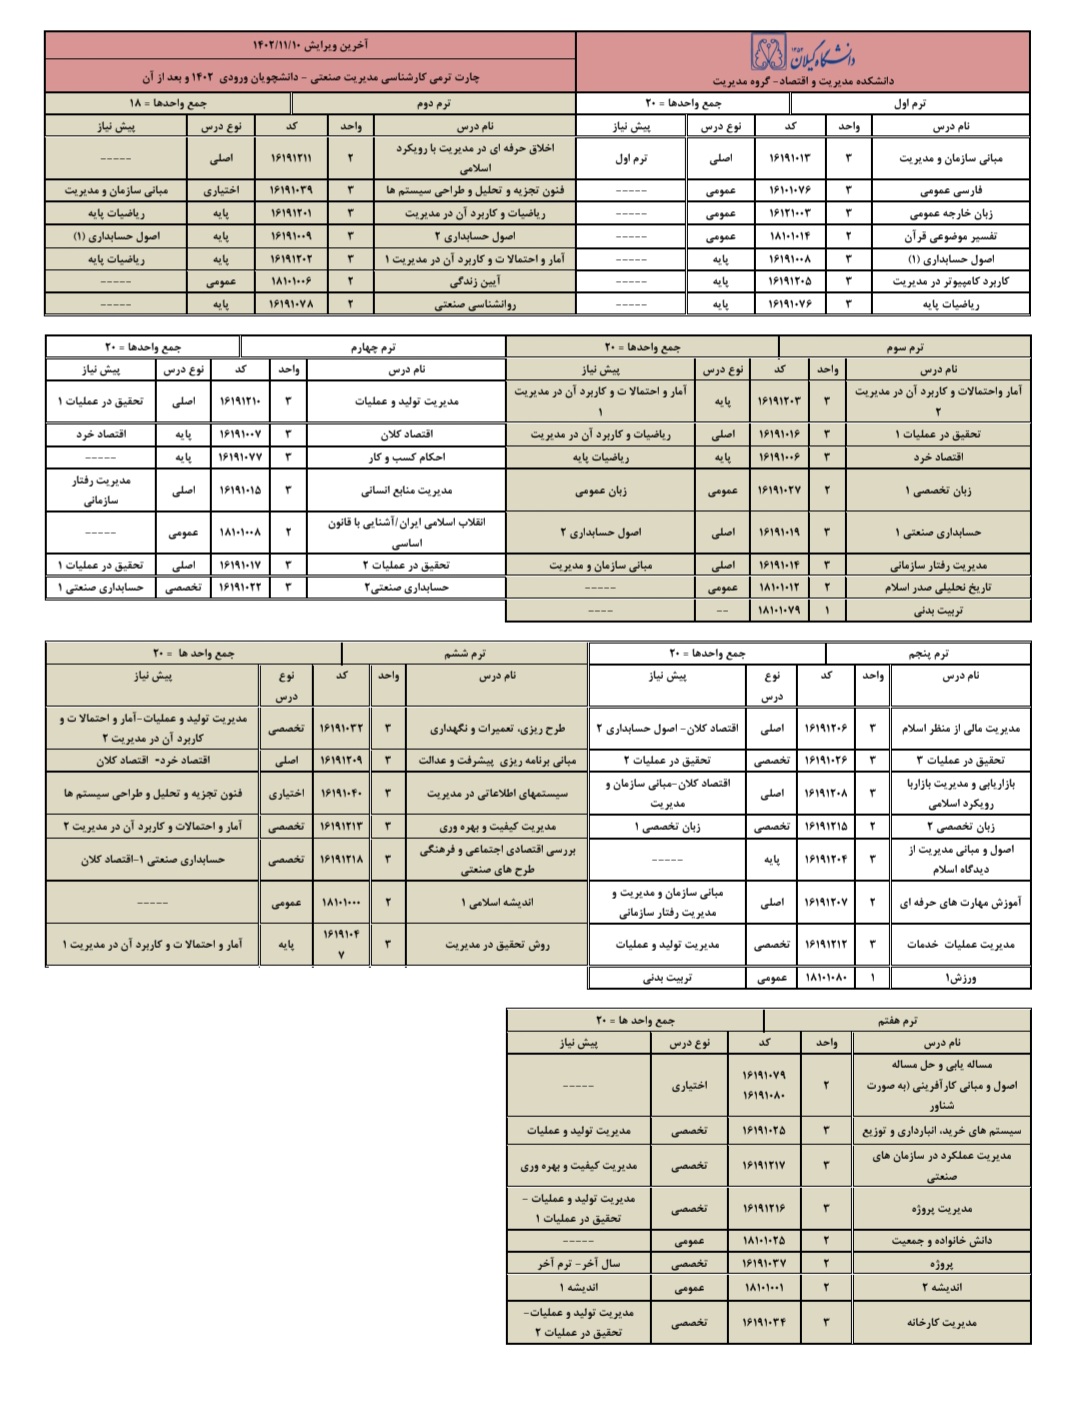 دانشگاه گیلان
دانشکده مدیریت و اقتصاد- گروه مدیریت
آخرین ویرایش ۱۴۰۲/۱۱/۱۰
چارت ترمی کارشناسی مدیریت صنعتی – دانشجویان ورودی ۱۴۰۲ و بعد از آن
ترم اول جمع واحدها = ۲۰
نام درس واحد کد نوع درس پیش نیاز
مبانی سازمان و مدیریت ۳ ۱۶۱۹۱۰۱۳ اصلی ترم اول
فارسی عمومی ۳ ۱۶۱۰۱۰۷۶ عمومی -----
زبان خارجه عمومی ۳ ۱۶۱۲۱۰۰۳ عمومی -----
تفسیر موضوعی قرآن ۲ ۱۸۱۰۱۰۱۴ عمومی -----
اصول حسابداری (۱) ۳ ۱۶۱۹۱۰۰۸ پایه -----
کاربرد کامپیوتر در مدیریت ۳ ۱۶۱۹۱۲۰۵ پایه -----
ریاضیات پایه ۳ ۱۶۱۹۱۰۷۶ پایه -----
ترم دوم جمع واحدها = ۱۸
نام درس واحد کد نوع درس پیش نیاز
اخلاق حرفه ای در مدیریت با رویکرد
اسلامی ۲ ۱۶۱۹۱۲۱۱ اصلی -----
فنون تجزیه و تحلیل و طراحی سیستم ها ۳ ۱۶۱۹۱۰۳۹ اختیاری مبانی سازمان و مدیریت
ریاضیات و کاربرد آن در مدیریت ۳ ۱۶۱۹۱۲۰۱ پایه ریاضیات پایه
اصول حسابداری ۲ ۳ ۱۶۱۹۱۰۰۹ پایه اصول حسابداری (۱)
آمار و احتمالا ت و کاربرد آن در مدیریت ۱ ۳ ۱۶۱۹۱۲۰۲ پایه ریاضیات پایه
آیین زندگی ۲ ۱۸۱۰۱۰۰۶ عمومی -----
روانشناسی صنعتی ۲ ۱۶۱۹۱۰۷۸ پایه -----
ترم سوم جمع واحدها = ۲۰
نام درس واحد کد نوع درس پیش نیاز
آمار واحتمالات و کاربرد آن در مدیریت
۲ ۳ ۱۶۱۹۱۲۰۳ پایه آمار و احتمالا ت و کاربرد آن در مدیریت
۱
تحقیق در عملیات ۱ ۳ ۱۶۱۹۱۰۱۶ اصلی ریاضیات و کاربرد آن در مدیریت
اقتصاد خرد ۳ ۱۶۱۹۱۰۰۶ پایه ریاضیات پایه
زبان تخصصی ۱ ۲ ۱۶۱۹۱۰۲۷ عمومی زبان عمومی
حسابداری صنعتی ۱ ۳ ۱۶۱۹۱۰۱۹ اصلی اصول حسابداری ۲
مدیریت رفتار سازمانی ۳ ۱۶۱۹۱۰۱۴ اصلی مبانی سازمان و مدیریت
تاریخ تحلیلی صدر اسلام ۲ ۱۸۱۰۱۰۱۲ عمومی -----
تربیت بدنی ۱ ۱۸۱۰۱۰۷۹ -- ----
ترم چهارم جمع واحدها = ۲۰
نام درس واحد کد نوع درس پیش نیاز
مدیریت تولید و عملیات ۳ ۱۶۱۹۱۲۱۰ اصلی تحقیق در عملیات ۱
اقتصاد کلان ۳ ۱۶۱۹۱۰۰۷ پایه اقتصاد خرد
احکام کسب و کار ۳ ۱۶۱۹۱۰۷۷ پایه -----
مدیریت منابع انسانی ۳ ۱۶۱۹۱۰۱۵ اصلی مدیریت رفتار
سازمانی
انقلاب اسلامی ایران/آشنایی با قانون
اساسی ۲ ۱۸۱۰۱۰۰۸ عمومی -----
تحقیق در عملیات ۲ ۳ ۱۶۱۹۱۰۱۷ اصلی تحقیق در عملیات ۱
حسابداری صنعتی۲ ۳ ۱۶۱۹۱۰۲۲ تخصصی حسابداری صنعتی ۱
ترم پنجم جمع واحدها = ۲۰
نام درس واحد کد نوع
درس پیش نیاز
مدیریت مالی از منظر اسلام ۳ ۱۶۱۹۱۲۰۶ اصلی اقتصاد کلان- اصول حسابداری ۲
تحقیق در عملیات ۳ ۳ ۱۶۱۹۱۰۲۶ تخصصی تحقیق در عملیات ۲
بازاریابی و مدیریت بازاربا
رویکرد اسلامی ۳ ۱۶۱۹۱۲۰۸ اصلی اقتصاد کلان-مبانی سازمان و
مدیریت
زبان تخصصی ۲ ۲ ۱۶۱۹۱۲۱۵ تخصصی زبان تخصصی ۱
اصول و مبانی مدیریت از
دیدگاه اسلام ۳ ۱۶۱۹۱۲۰۴ پایه -----
آموزش مهارت های حرفه ای ۲ ۱۶۱۹۱۲۰۷ اصلی مبانی سازمان و مدیریت و
مدیریت رفتار سازمانی
مدیریت عملیات خدمات ۳ ۱۶۱۹۱۲۱۲ تخصصی مدیریت تولید و عملیات
ورزش۱ ۱ ۱۸۱۰۱۰۸۰ عمومی تربیت بدنی
ترم ششم جمع واحد ها = ۲۰
نام درس واحد کد نوع
درس پیش نیاز
طرح ریزی، تعمیرات و نگهداری ۳ ۱۶۱۹۱۰۳۲ تخصصی مدیریت تولید و عملیات-آمار و احتمالا ت و
کاربرد آن در مدیریت ۲
مبانی برنامه ریزی پیشرفت و عدالت ۳ ۱۶۱۹۱۲۰۹ اصلی اقتصاد خرد- اقتصاد کلان
سیستمهای اطلاعاتی در مدیریت ۳ ۱۶۱۹۱۰۴۰ اختیاری فنون تجزیه و تحلیل و طراحی سیستم ها
مدیریت کیفیت و بهره وری ۳ ۱۶۱۹۱۲۱۳ تخصصی آمار و احتمالات و کاربرد آن در مدیریت ۲
بررسی اقتصادی اجتماعی و فرهنگی
طرح های صنعتی ۳ ۱۶۱۹۱۲۱۸ تخصصی حسابداری صنعتی ۱-اقتصاد کلان
اندیشه اسلامی ۱ ۲ ۱۸۱۰۱۰۰۰ عمومی -----
روش تحقیق در مدیریت ۳ ۱۶۱۹۱۰۴
۷ پایه آمار و احتمالا ت و کاربرد آن در مدیریت ۱
ترم هفتم جمع واحد ها = ۲۰
نام درس واحد کد نوع درس پیش نیاز
مساله یابی و حل مساله
اصول و مبانی کارآفرینی (به صورت
شناور ۲ ۱۶۱۹۱۰۷۹
۱۶۱۹۱۰۸۰ اختیاری -----
سیستم های خرید، انبارداری و توزیع ۳ ۱۶۱۹۱۰۲۵ تخصصی مدیریت تولید و عملیات
مدیریت عملکرد در سازمان های
صنعتی ۳ ۱۶۱۹۱۲۱۷ تخصصی مدیریت کیفیت و بهره وری
مدیریت پروژه ۳ ۱۶۱۹۱۲۱۶ تخصصی مدیریت تولید و عملیات -
تحقیق در عملیات ۱
دانش خانواده و جمعیت ۲ ۱۸۱۰۱۰۲۵ عمومی -----
پروژه ۲ ۱۶۱۹۱۰۳۷ تخصصی سال آخر- ترم آخر
اندیشه ۲ ۲ ۱۸۱۰۱۰۰۱ عمومی اندیشه ۱
مدیریت کارخانه ۳ ۱۶۱۹۱۰۳۴ تخصصی مدیریت تولید و عملیات-
تحقیق در عملیات ۲